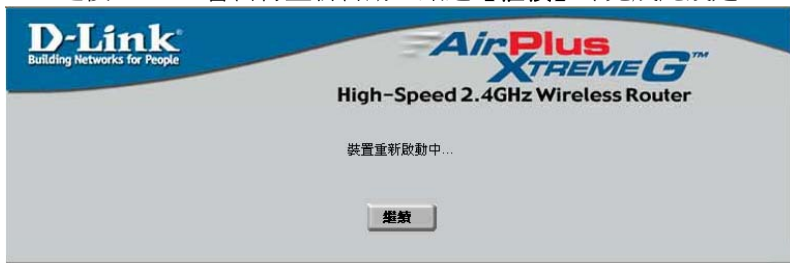 D-Link
Building Networks for People
AirPlus
XTREME G™
High-Speed 2.4GHz Wireless Router
裝置重新啟動中...
繼續